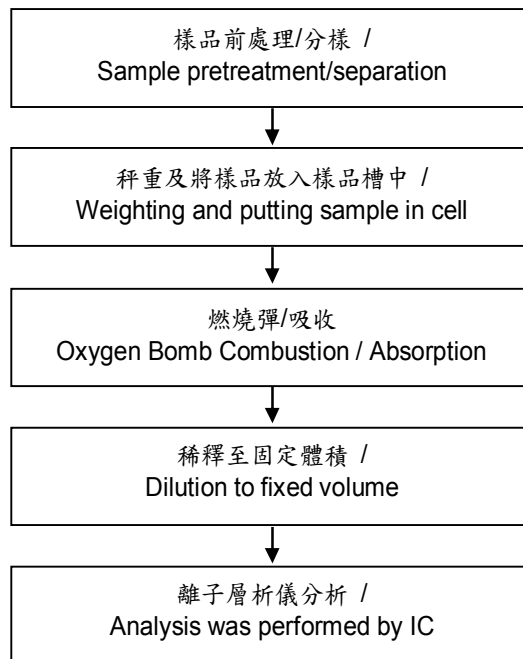 樣品前處理/分樣 /
Sample pretreatment/separation
秤重及將樣品放入樣品槽中 /
Weighting and putting sample in cell
燃燒彈/吸收
Oxygen Bomb Combustion / Absorption
稀釋至固定體積 /
Dilution to fixed volume
離子層析儀分析 /
Analysis was performed by IC